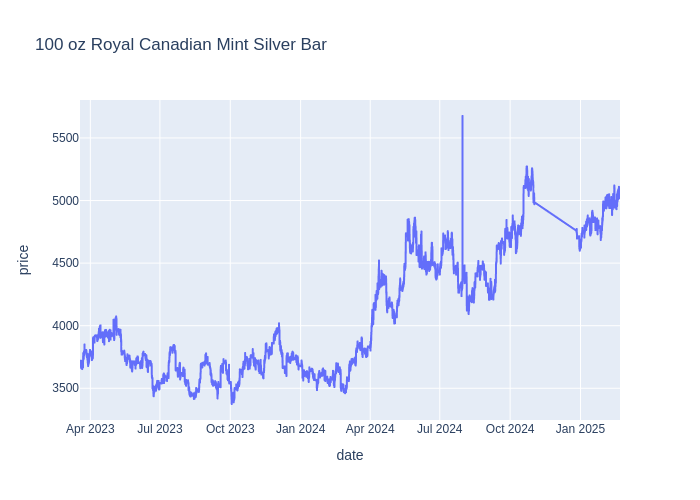 100 oz Royal Canadian Mint Silver Bar
price
5500
5000
4500
4000
3500
Apr 2023 Jul 2023 Oct 2023 Jan 2024 Apr 2024 Jul 2024 Oct 2024 Jan 2025
date